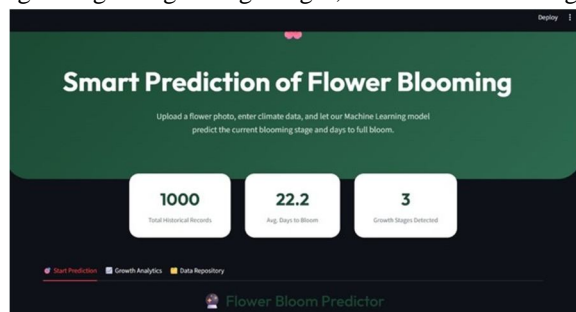 Deploy
Smart Prediction of Flower Blooming
Upload a flower photo, enter climate data, and let our Machine Learning model
predict the current blooming stage and days to full bloom.
1000
Total Historical Records
22.2
Avg. Days to Bloom
3
Growth Stages Detected
Start Prediction Growth Analytics Data Repository
Flower Bloom Predictor